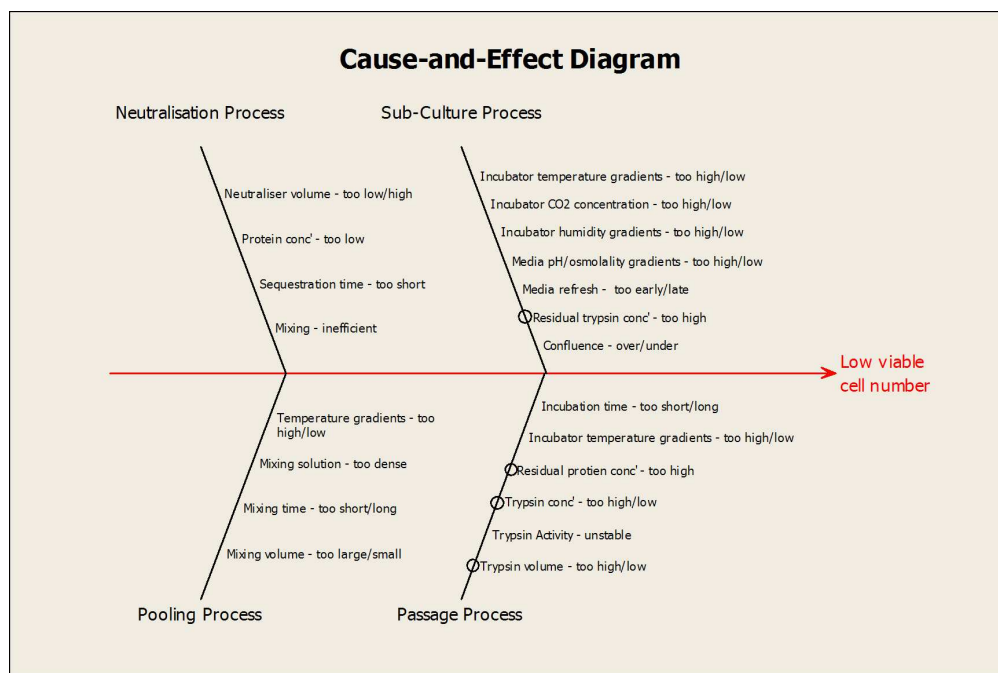 Cause-and-Effect Diagram
Neutralisation Process
Sub-Culture Process
Neutraliser volume - too low/high
Protein conc' - too low
Sequestration time - too short
Mixing - inefficient
Incubator temperature gradients - too high/low
Incubator CO2 concentration - too high/low
Incubator humidity gradients - too high/low
Media pH/osmolality gradients - too high/low
Media refresh -  too early/late
Residual trypsin conc' - too high
Confluence - over/under
Low viable
cell number
Temperature gradients - too
high/low
Mixing solution - too dense
Mixing time - too short/long
Mixing volume - too large/small
Incubation time - too short/long
Incubator temperature gradients - too high/low
Residual protien conc' - too high
Trypsin conc' - too high/low
Trypsin Activity - unstable
Trypsin volume - too high/low
Pooling Process
Passage Process